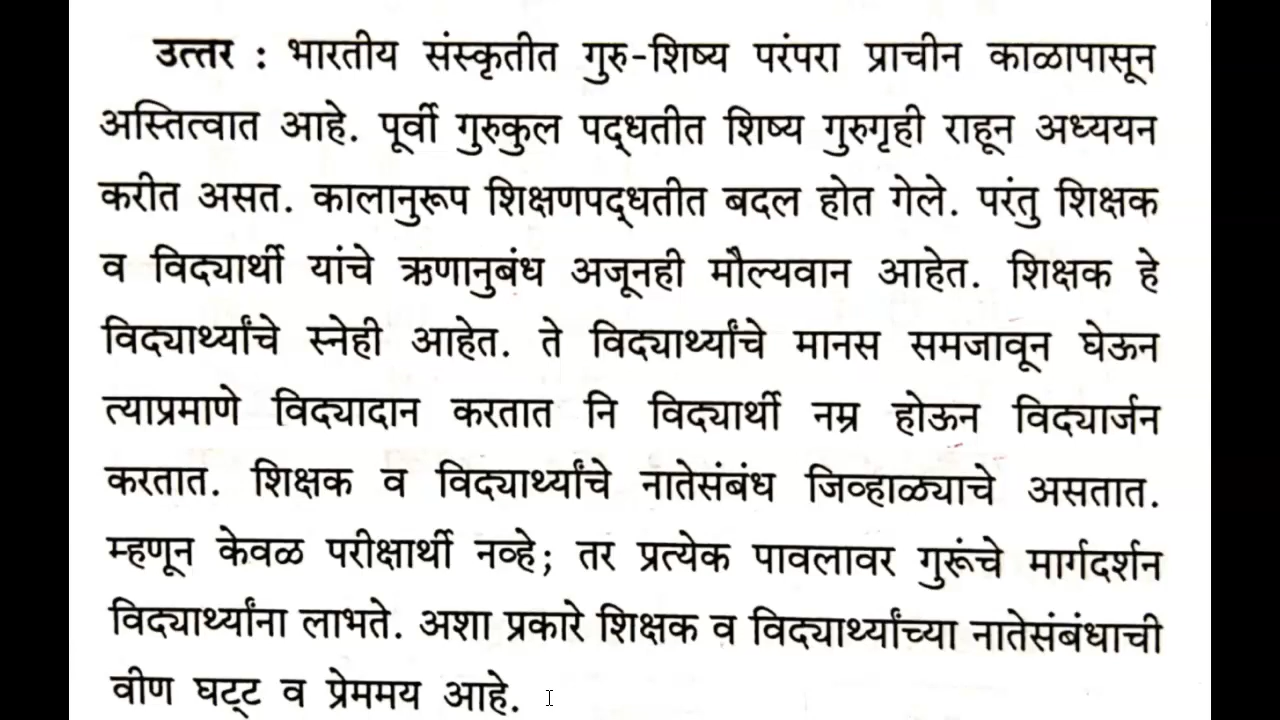 उत्तर : भारतीय संस्कृतीत गुरु-शिष्य परंपरा प्राचीन काळापासून
अस्तित्वात आहे. पूर्वी गुरुकुल पद्धतीत शिष्य गुरुगृही राहून अध्ययन
करीत असत. कालानुरूप शिक्षणपद्धतीत बदल होत गेले. परंतु शिक्षक
व विद्यार्थी यांचे ऋणानुबंध अजूनही मौल्यवान आहेत. शिक्षक हे
विद्यार्थ्यांचे स्नेही आहेत. ते विद्यार्थ्यांचे मानस समजावून घेऊन
त्याप्रमाणे विद्यादान करतात नि विद्यार्थी नम्र होऊन विद्यार्जन
करतात. शिक्षक व विद्यार्थ्यांचे नातेसंबंध जिव्हाळ्याचे असतात.
म्हणून केवळ परीक्षार्थी नव्हे; तर प्रत्येक पावलावर गुरूंचे मार्गदर्शन
विद्यार्थ्यांना लाभते. अशा प्रकारे शिक्षक व विद्यार्थ्यांच्या नातेसंबंधाची
वीण घट्ट व प्रेममय आहे.